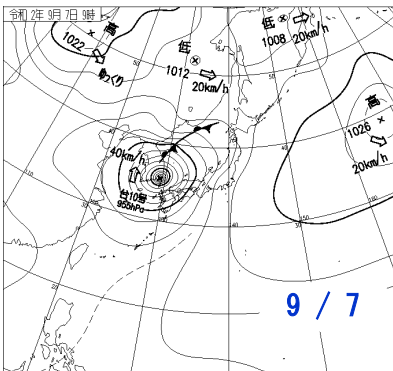 令和 2年 9月 7日 9時
高
1022
ゆっくり
低
1012
20km/h
低
1008
20km/h
高
1026
20km/h
40km/h
台10号
955hPa
9 / 7